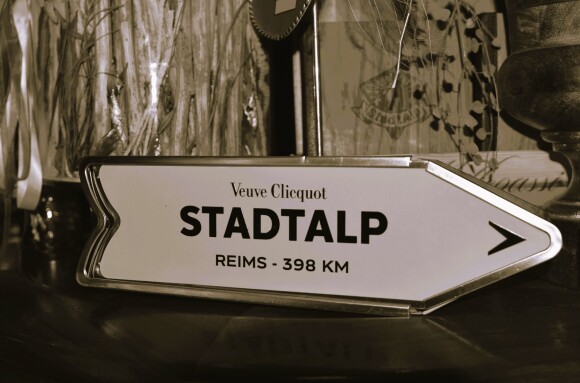 Veuve Clicquot
STADTALP
REIMS - 398 KM